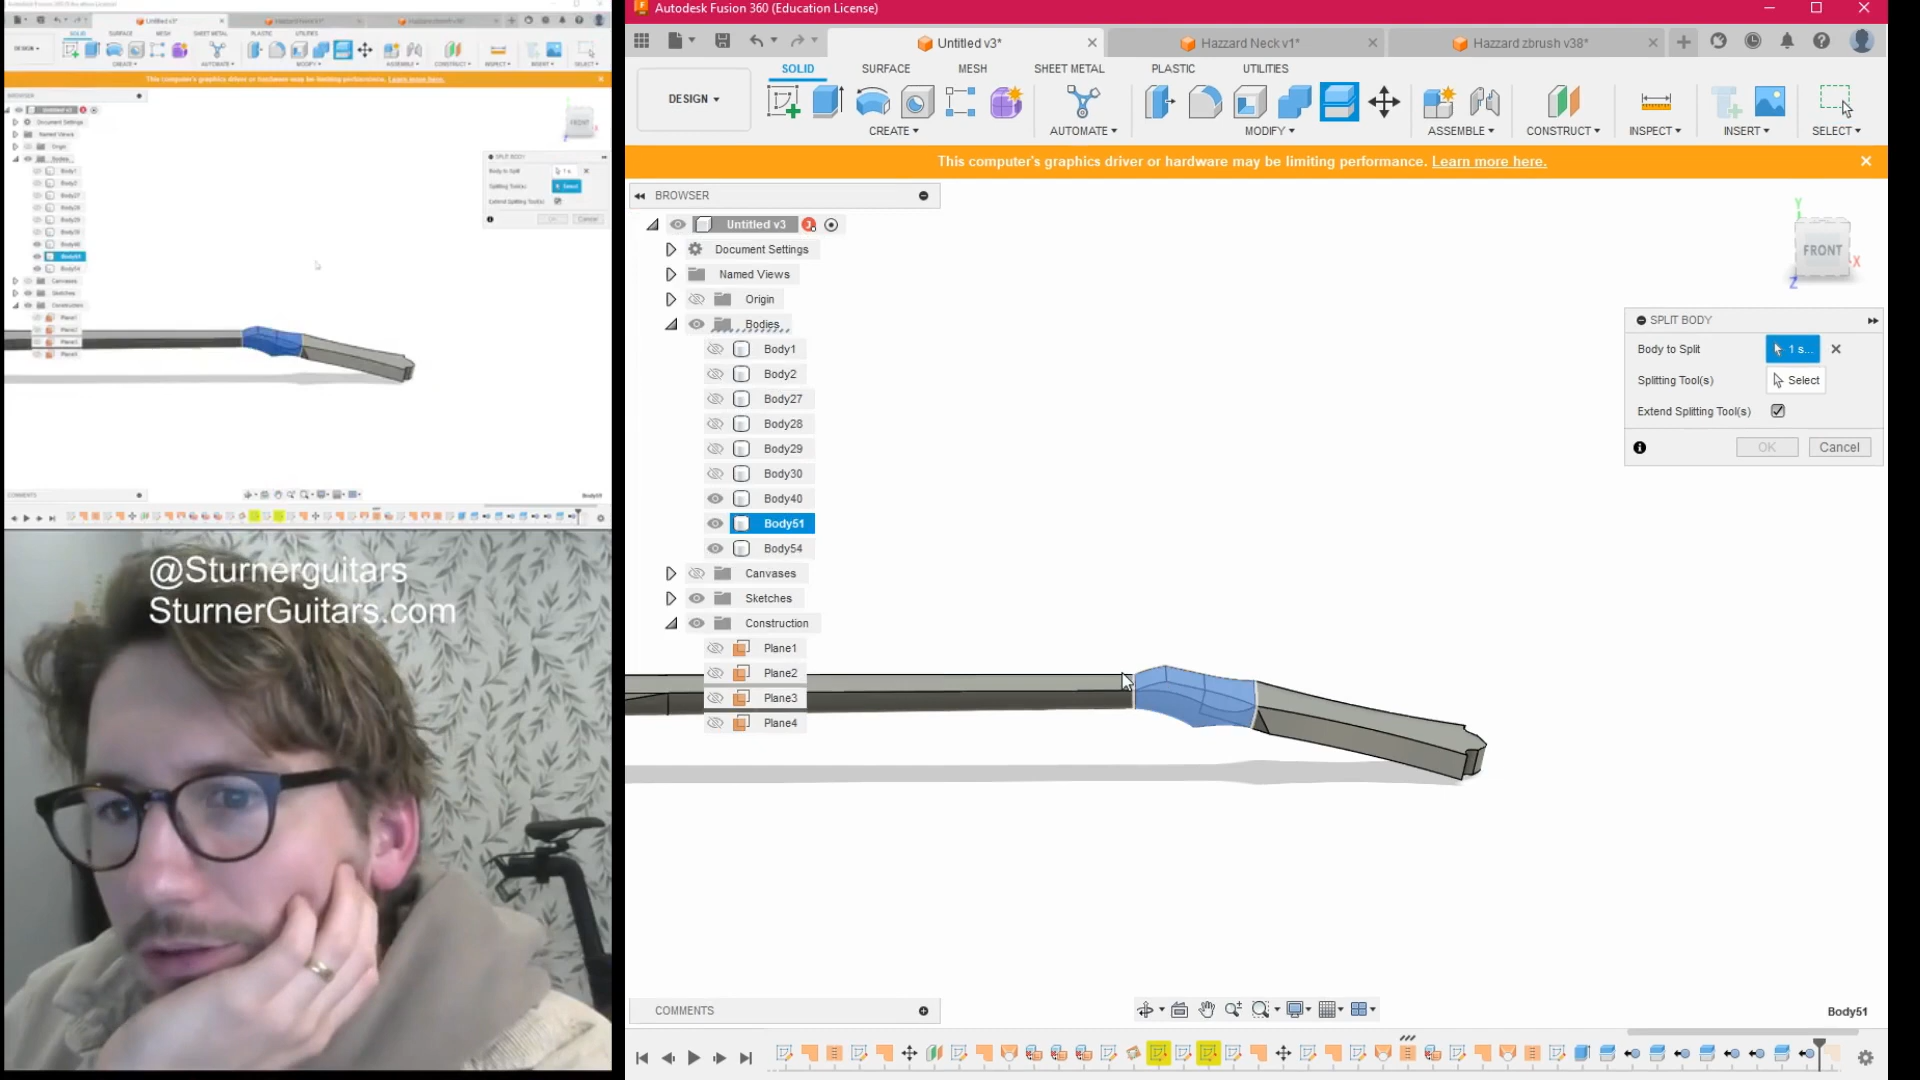 Autodesk Fusion 360 (Education License)
Untitled v3*
Hazzard Neck v1*
Hazzard zbrush v38*
SOLID
SURFACE
MESH
SHEET METAL
PLASTIC
UTILITIES
DESIGN
CREATE
AUTOMATE
MODIFY
ASSEMBLE
CONSTRUCT
INSPECT
INSERT
SELECT
This computer's graphics driver or hardware may be limiting performance. Learn more here.
BROWSER
Untitled v3
Document Settings
Named Views
Origin
Bodies
Body1
Body2
Body27
Body28
Body29
Body30
Body40
Body51
Body54
Canvases
Sketches
Construction
Plane1
Plane2
Plane3
Plane4
Y
FRONT
X
Z
SPLIT BODY
Body to Split
1 s...
Splitting Tool(s)
Select
Extend Splitting Tool(s)
OK
Cancel
COMMENTS
Body51
@Sturnerguitars
SturnerGuitars.com